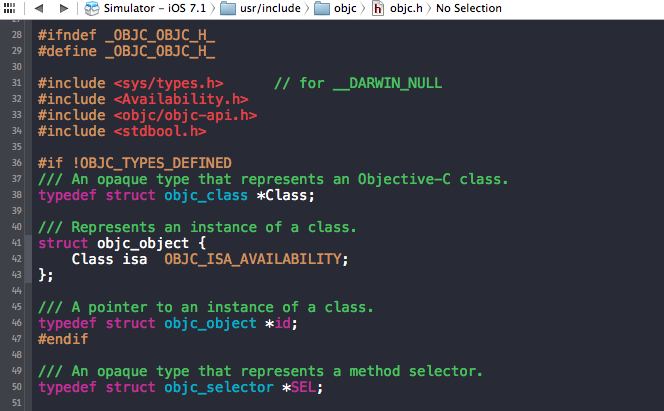 Simulator - iOS 7.1 usr/include objc h objc.h No Selection
28 #ifndef _OBJC_OBJC_H_
29 #define _OBJC_OBJC_H_
30
31 #include <sys/types.h>      // for __DARWIN_NULL
32 #include <Availability.h>
33 #include <objc/objc-api.h>
34 #include <stdbool.h>
35
36 #if !OBJC_TYPES_DEFINED
37 /// An opaque type that represents an Objective-C class.
38 typedef struct objc_class *Class;
39
40 /// Represents an instance of a class.
41 struct objc_object {
42     Class isa  OBJC_ISA_AVAILABILITY;
43 };
44
45 /// A pointer to an instance of a class.
46 typedef struct objc_object *id;
47 #endif
48
49 /// An opaque type that represents a method selector.
50 typedef struct objc_selector *SEL;
51